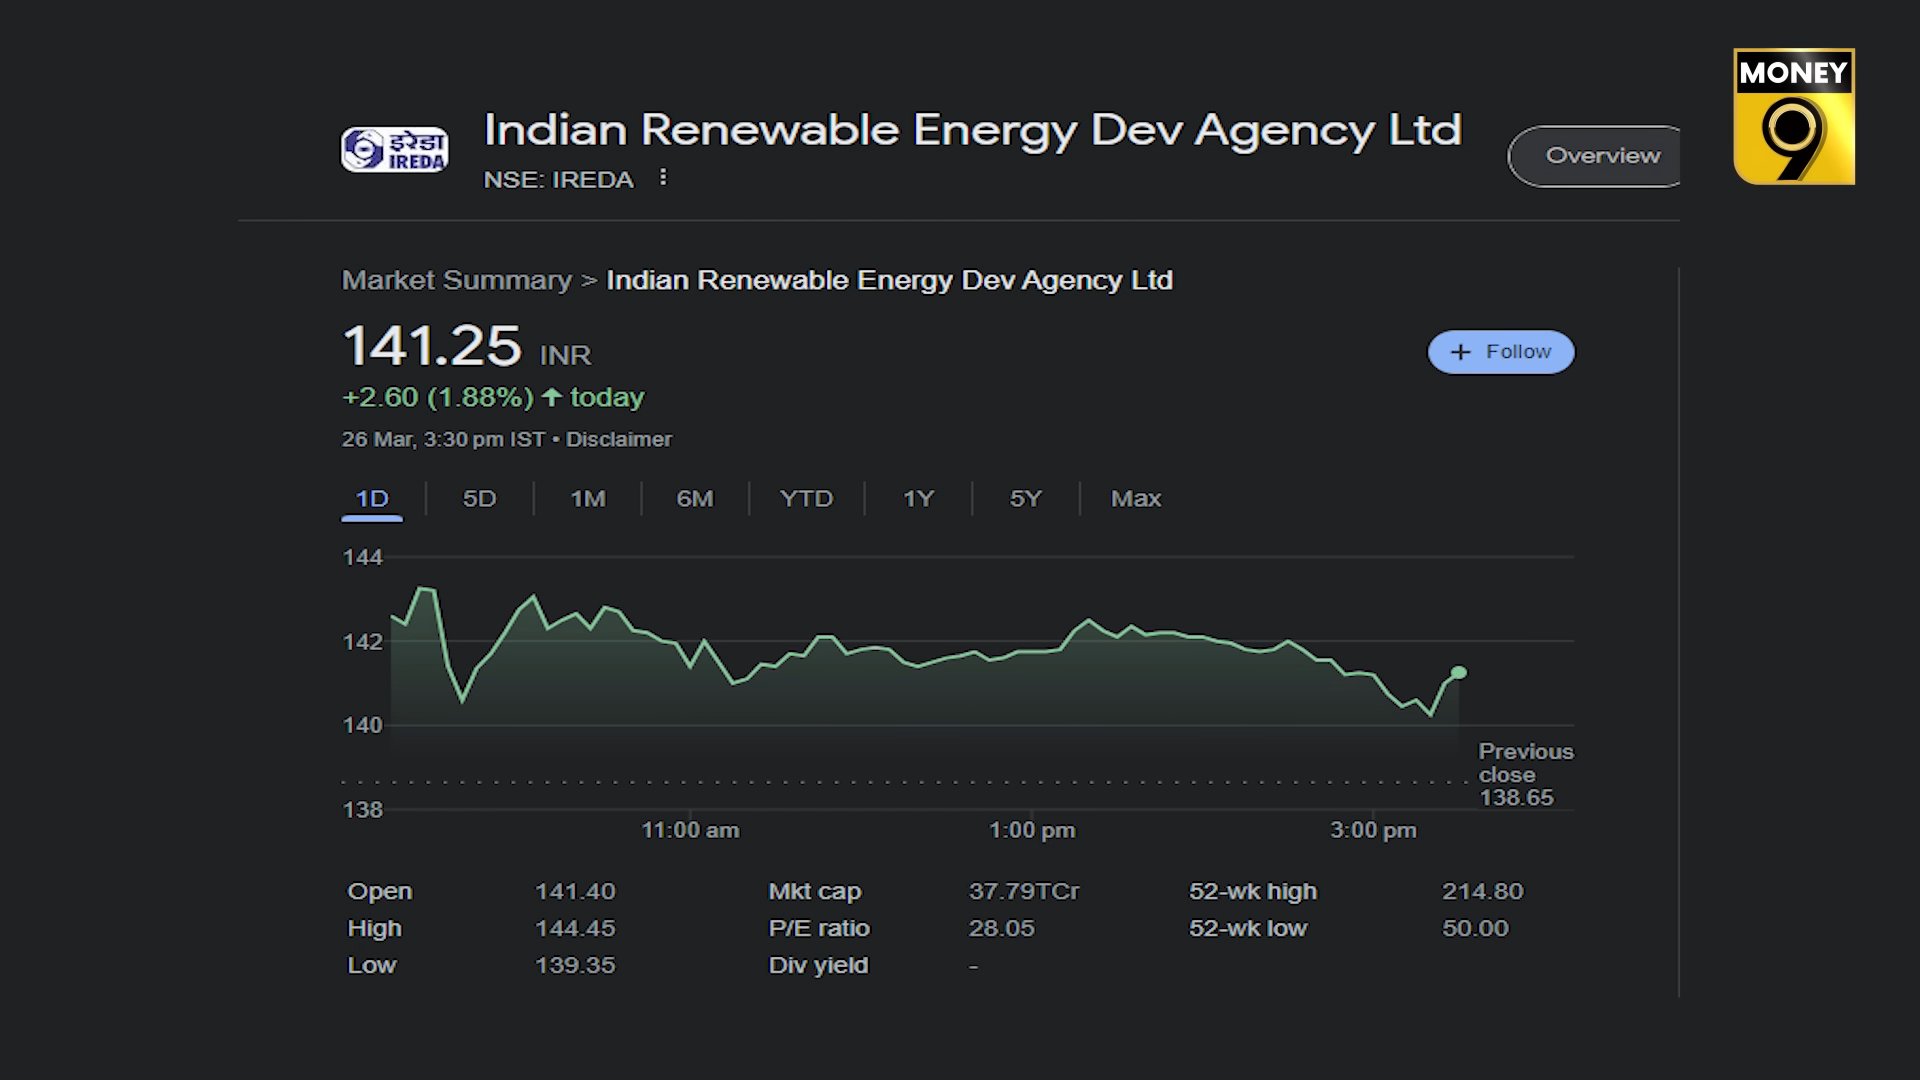 MONEY
9
इरेडा
IREDA
Indian Renewable Energy Dev Agency Ltd
NSE: IREDA
Overview
Market Summary > Indian Renewable Energy Dev Agency Ltd
141.25 INR
+ Follow
+2.60 (1.88%) ↑ today
26 Mar, 3:30 pm IST • Disclaimer
1D 5D 1M 6M YTD 1Y 5Y Max
144
142
140
138
Previous
close
138.65
11:00 am 1:00 pm 3:00 pm
Open 141.40 Mkt cap 37.79TCr 52-wk high 214.80
High 144.45 P/E ratio 28.05 52-wk low 50.00
Low 139.35 Div yield -